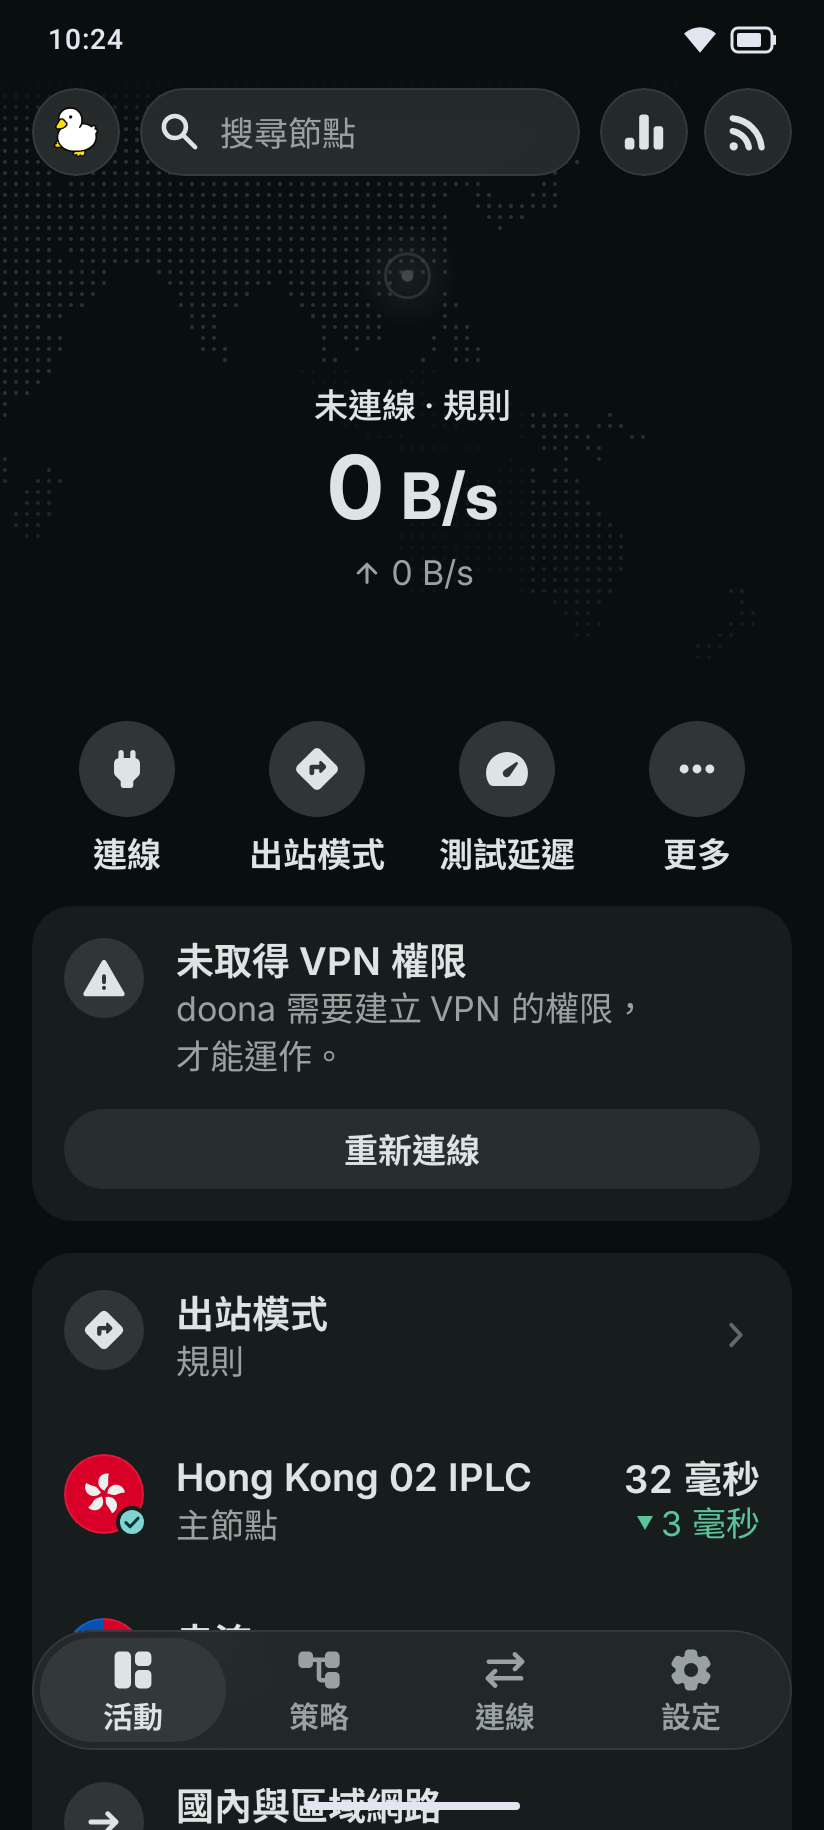 10:24
搜尋節點
未連線 · 規則
0 B/s
↑ 0 B/s
連線
出站模式
測試延遲
更多
未取得 VPN 權限
doona 需要建立 VPN 的權限，
才能運作。
重新連線
出站模式
規則
Hong Kong 02 IPLC
32 毫秒
主節點
▼3 毫秒
活動
策略
連線
設定
國內與區域網路